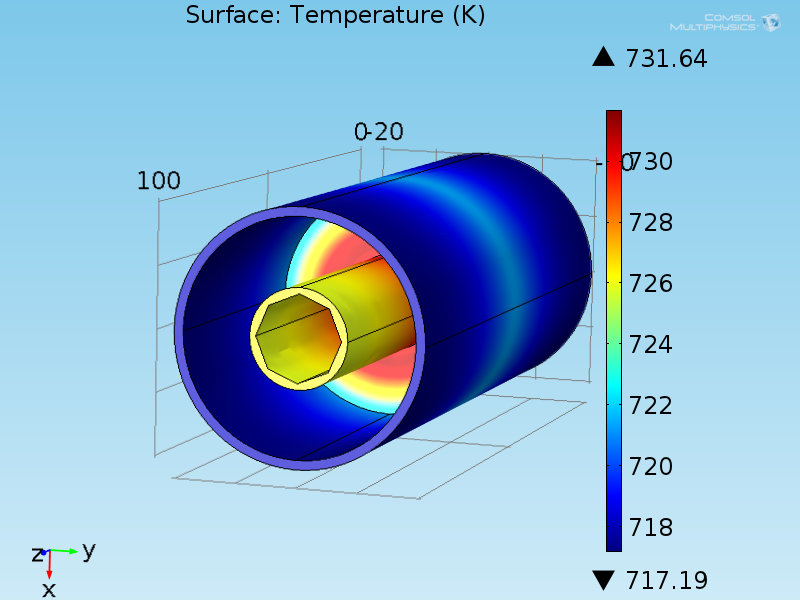 Surface: Temperature (K)
COMSOL
MULTIPHYSICS
▲ 731.64
0-20
0
100
730
728
726
724
722
720
718
▼ 717.19
z
y
x